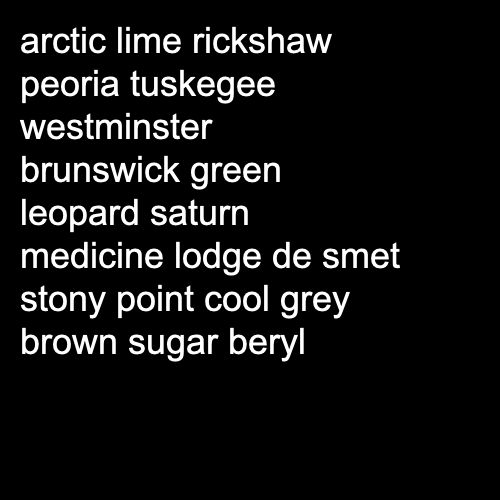 arctic lime rickshaw
peoria tuskegee
westminster
brunswick green
leopard saturn
medicine lodge de smet
stony point cool grey
brown sugar beryl